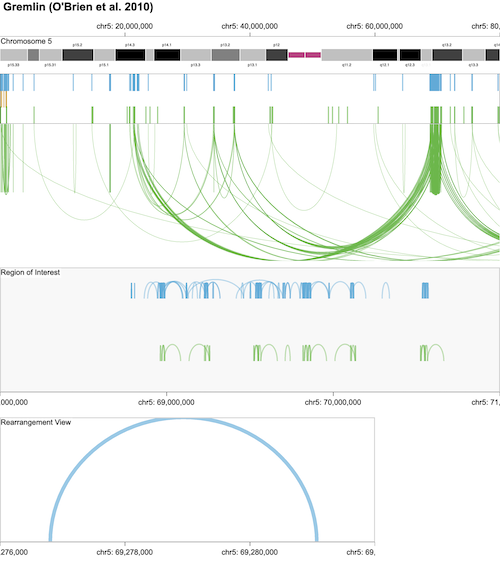 Gremlin (O'Brien et al. 2010)
chr5: 20,000,000 chr5: 40,000,000 chr5: 60,000,000 chr5: 80
Chromosome 5
p15.2 p14.3 p14.1 p13.2 p12 q12.1 q13.2
p15.33 p15.31 p15.1 p13.3 p13.1 q11.2 q12.3 q13.3
Region of Interest
000,000 chr5: 69,000,000 chr5: 70,000,000 chr5: 71,
Rearrangement View
276,000 chr5: 69,278,000 chr5: 69,280,000 chr5: 69,